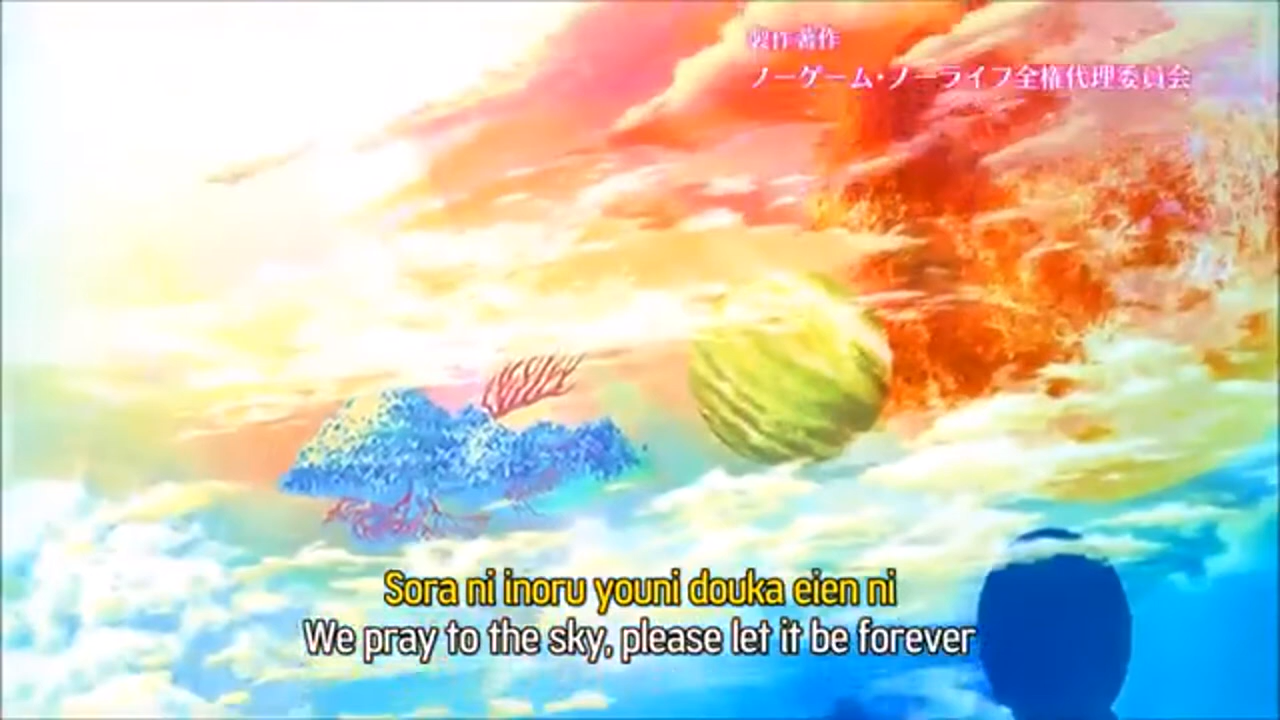 製作著作
ノーゲーム・ノーライフ全権代理委員会
Sora ni inoru youni douka eien ni
We pray to the sky, please let it be forever